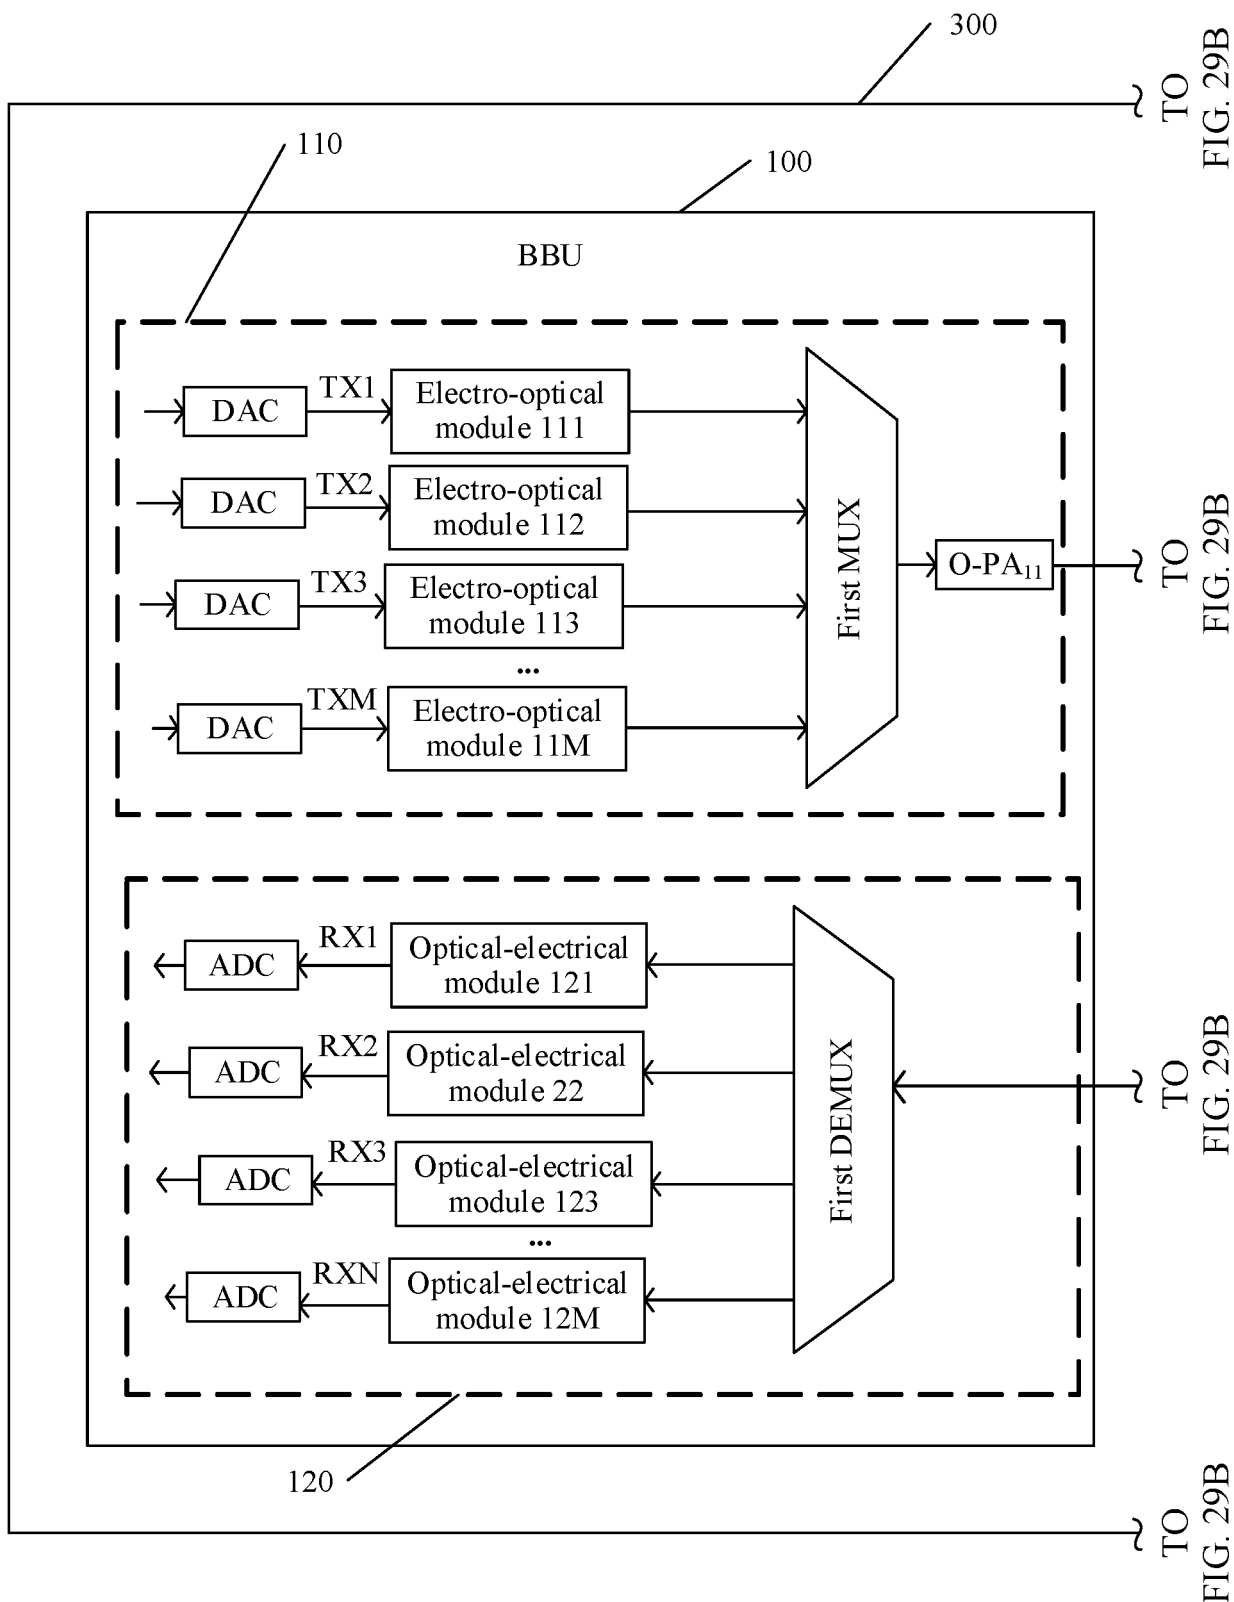 300
TO
FIG. 29B
110
100
BBU
DAC
TX1
Electro-optical
module 111
DAC
TX2
Electro-optical
module 112
DAC
TX3
Electro-optical
module 113
...
DAC
TXM
Electro-optical
module 11M
First MUX
O-PA11
TO
FIG. 29B
ADC
RX1
Optical-electrical
module 121
ADC
RX2
Optical-electrical
module 22
ADC
RX3
Optical-electrical
module 123
...
ADC
RXN
Optical-electrical
module 12M
First DEMUX
TO
FIG. 29B
120
TO
FIG. 29B